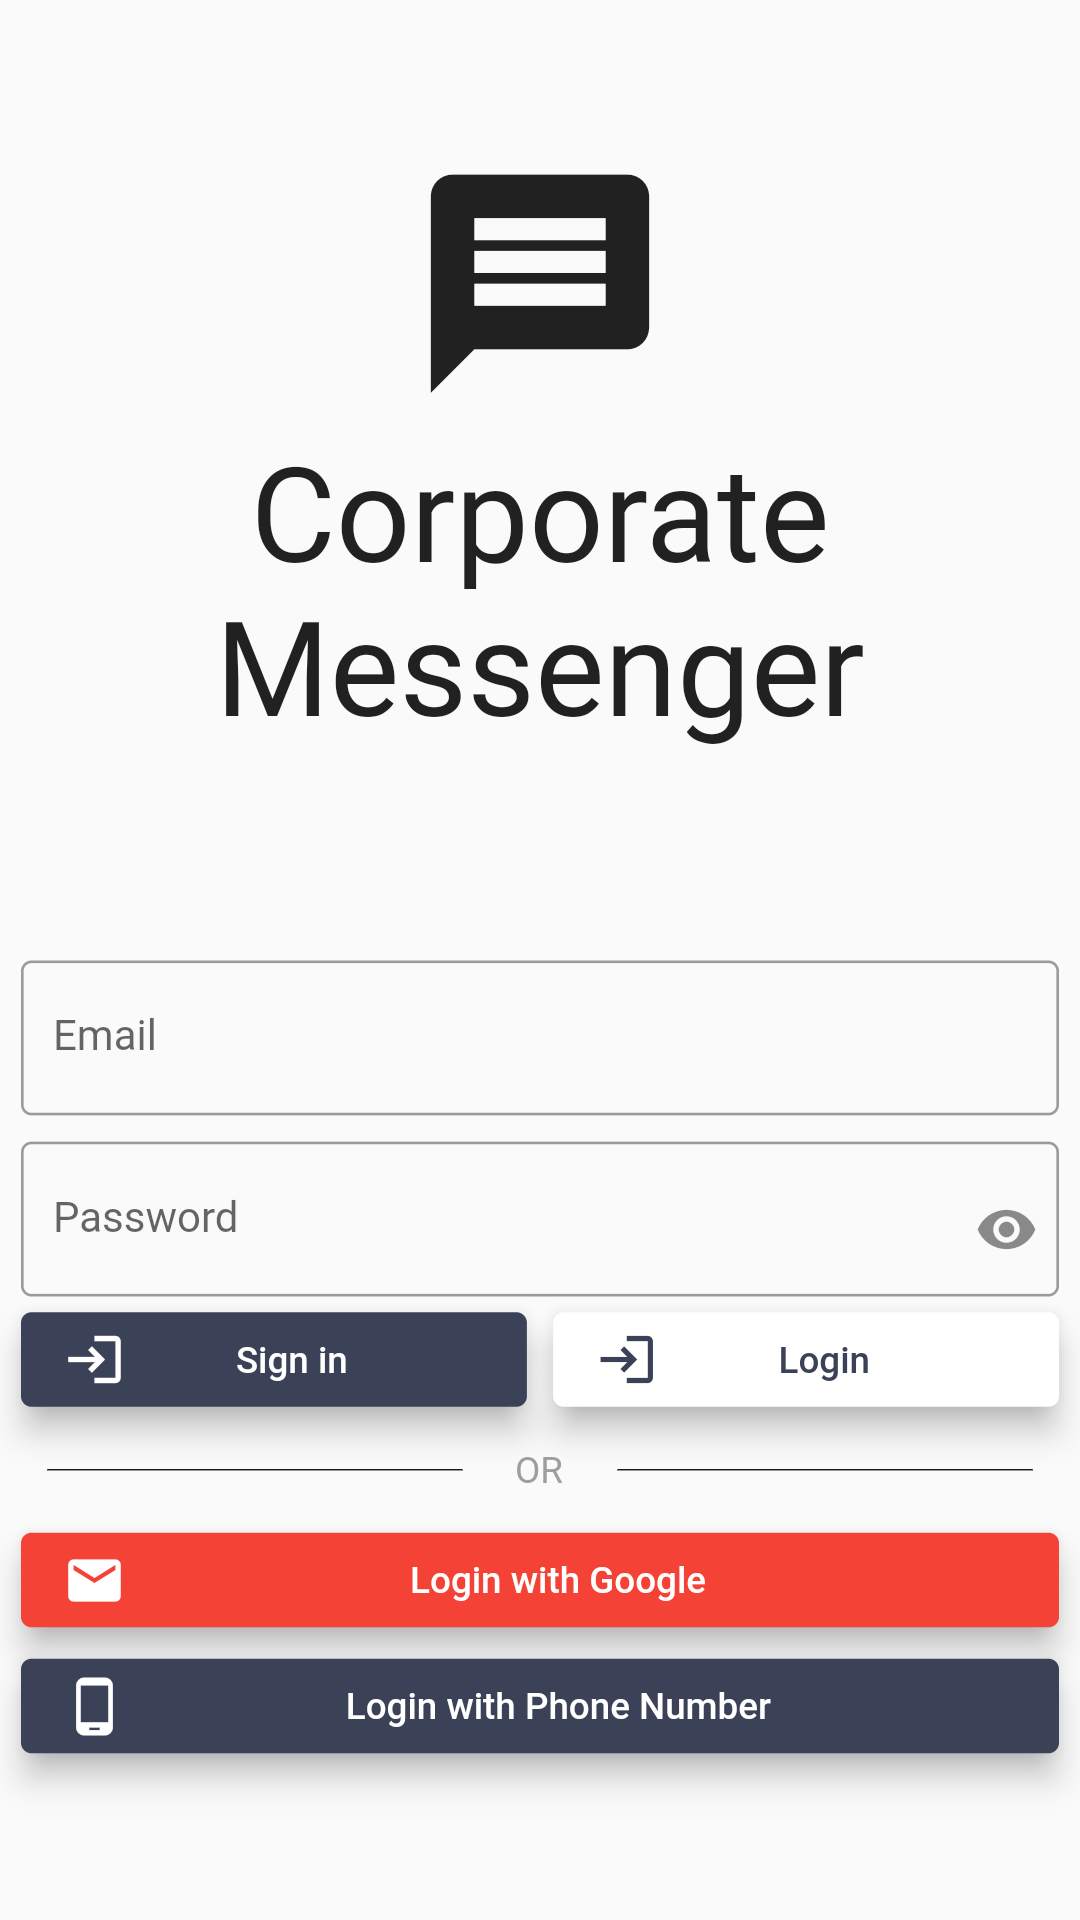 Corporate
Messenger
Email
Password
Sign in
Login
OR
Login with Google
Login with Phone Number